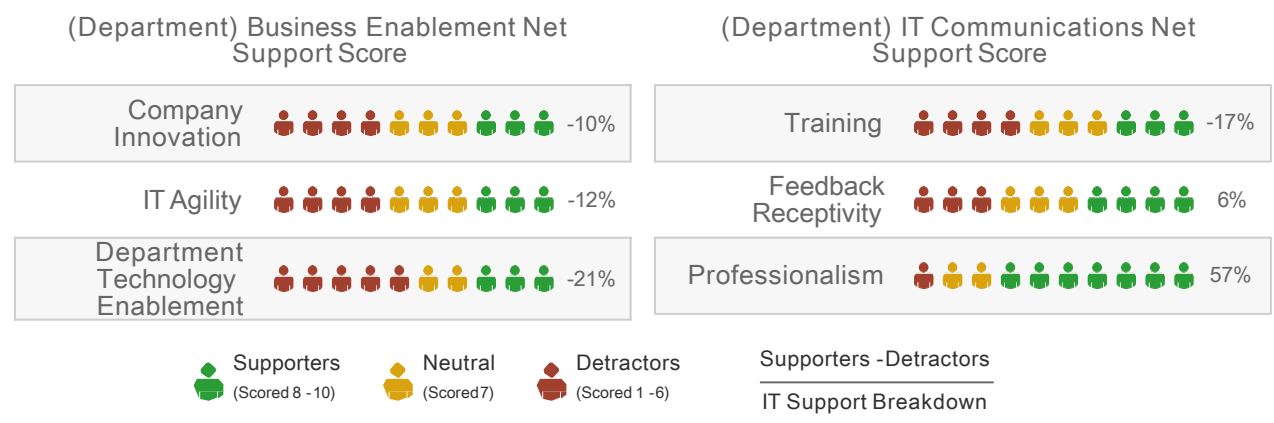 (Department) Business Enablement Net
Support Score
Company
Innovation
-10%
IT Agility
-12%
Department
Technology
Enablement
-21%
(Department) IT Communications Net
Support Score
Training
-17%
Feedback
Receptivity
6%
Professionalism
57%
Supporters
(Scored 8 -10)
Neutral
(Scored 7)
Detractors
(Scored 1 -6)
Supporters -Detractors
IT Support Breakdown